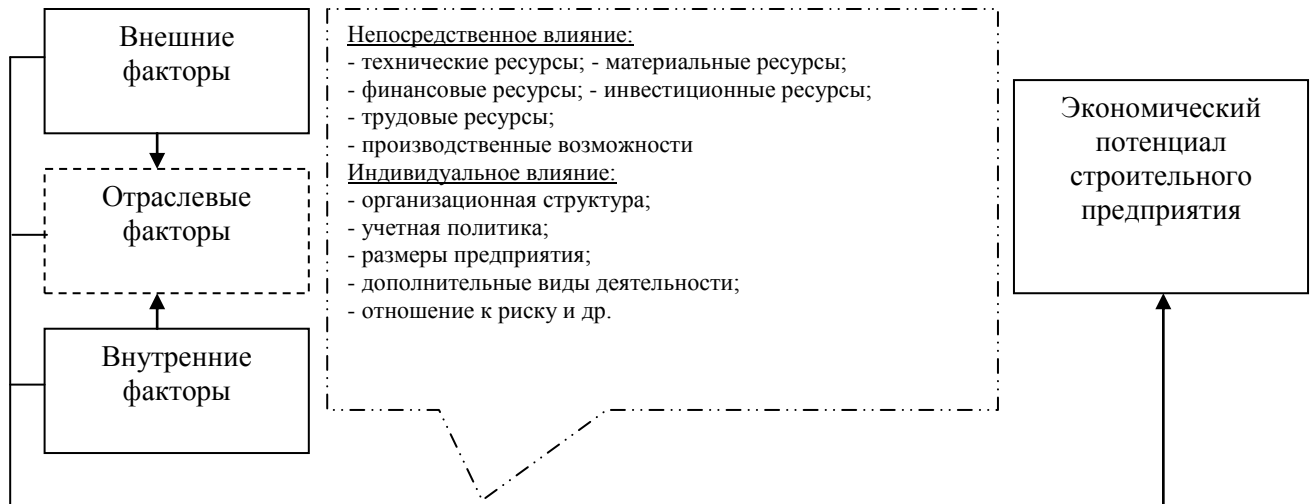 Внешние
факторы
Отраслевые
факторы
Внутренние
факторы
Непосредственное влияние:
- технические ресурсы; - материальные ресурсы;
- финансовые ресурсы; - инвестиционные ресурсы;
- трудовые ресурсы;
- производственные возможности
Индивидуальное влияние:
- организационная структура;
- учетная политика;
- размеры предприятия;
- дополнительные виды деятельности;
- отношение к риску и др.
Экономический
потенциал
строительного
предприятия